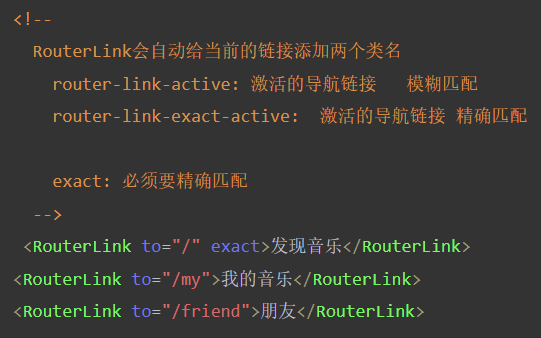 <!--
RouterLink会自动给当前的链接添加两个类名
router-link-active: 激活的导航链接 模糊匹配
router-link-exact-active: 激活的导航链接 精确匹配
exact: 必须要精确匹配
-->
<RouterLink to="/" exact>发现音乐</RouterLink>
<RouterLink to="/my">我的音乐</RouterLink>
<RouterLink to="/friend">朋友</RouterLink>